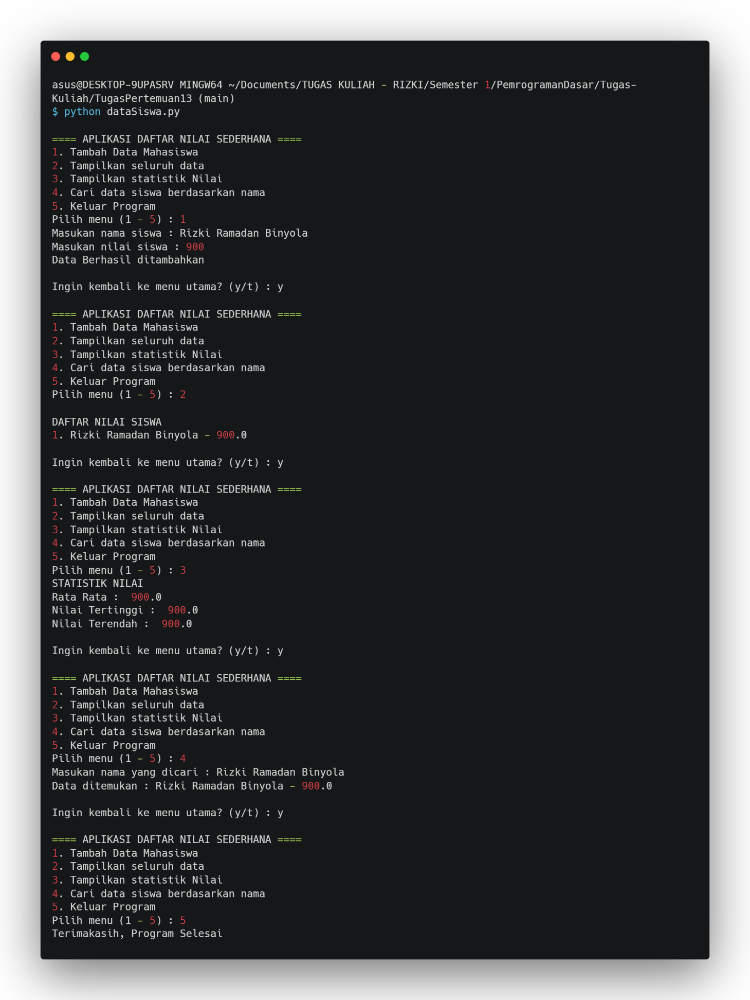 asus@DESKTOP-9UPASRV MINGW64 ~/Documents/TUGAS KULIAH - RIZKI/Semester 1/PemrogramanDasar/Tugas-
Kuliah/TugasPertemuan13 (main)
$ python dataSiswa.py

==== APLIKASI DAFTAR NILAI SEDERHANA ====
1. Tambah Data Mahasiswa
2. Tampilkan seluruh data
3. Tampilkan statistik Nilai
4. Cari data siswa berdasarkan nama
5. Keluar Program
Pilih menu (1 - 5) : 1
Masukan nama siswa : Rizki Ramadan Binyola
Masukan nilai siswa : 900
Data Berhasil ditambahkan

Ingin kembali ke menu utama? (y/t) : y

==== APLIKASI DAFTAR NILAI SEDERHANA ====
1. Tambah Data Mahasiswa
2. Tampilkan seluruh data
3. Tampilkan statistik Nilai
4. Cari data siswa berdasarkan nama
5. Keluar Program
Pilih menu (1 - 5) : 2

DAFTAR NILAI SISWA
1. Rizki Ramadan Binyola - 900.0

Ingin kembali ke menu utama? (y/t) : y

==== APLIKASI DAFTAR NILAI SEDERHANA ====
1. Tambah Data Mahasiswa
2. Tampilkan seluruh data
3. Tampilkan statistik Nilai
4. Cari data siswa berdasarkan nama
5. Keluar Program
Pilih menu (1 - 5) : 3
STATISTIK NILAI
Rata Rata :  900.0
Nilai Tertinggi :  900.0
Nilai Terendah :  900.0

Ingin kembali ke menu utama? (y/t) : y

==== APLIKASI DAFTAR NILAI SEDERHANA ====
1. Tambah Data Mahasiswa
2. Tampilkan seluruh data
3. Tampilkan statistik Nilai
4. Cari data siswa berdasarkan nama
5. Keluar Program
Pilih menu (1 - 5) : 4
Masukan nama yang dicari : Rizki Ramadan Binyola
Data ditemukan : Rizki Ramadan Binyola - 900.0

Ingin kembali ke menu utama? (y/t) : y

==== APLIKASI DAFTAR NILAI SEDERHANA ====
1. Tambah Data Mahasiswa
2. Tampilkan seluruh data
3. Tampilkan statistik Nilai
4. Cari data siswa berdasarkan nama
5. Keluar Program
Pilih menu (1 - 5) : 5
Terimakasih, Program Selesai